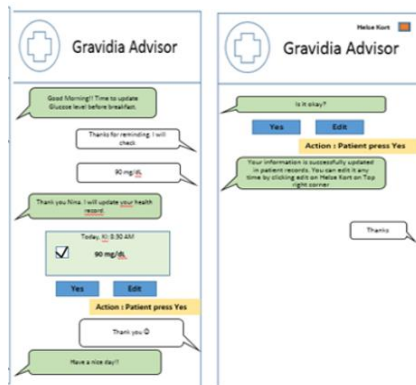 Gravidia Advisor
Good Morning!! Time to update
Glucose level before breakfast.
Thanks for reminding. I will
check
90 mg/dL
Thank you Nina. I will update your health
record.
Today, Kl: 8:30 AM
90 mg/dL
Yes
Edit
Action : Patient press Yes
Thank you ☺
Have a nice day!!
Helse Kort
Gravidia Advisor
Is it okay?
Yes
Edit
Action : Patient press Yes
Your information is successfully updated
in patient records. You can edit it any
time by clicking edit on Helse Kort on Top
right corner
Thanks